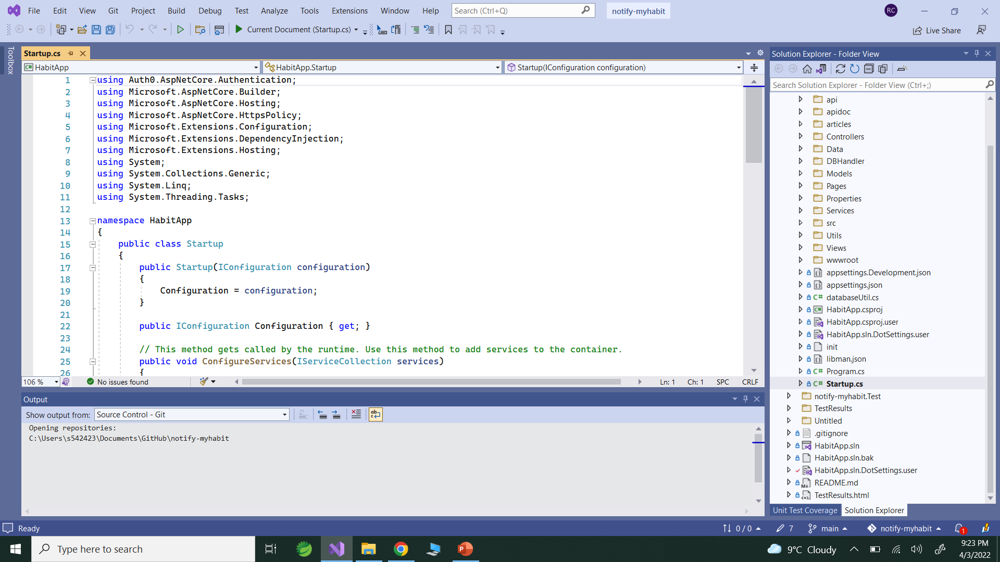 File Edit View Git Project Build Debug Test Analyze Tools Extensions Window Help Search (Ctrl+Q) notify-myhabit RC
Current Document (Startup.cs) Live Share
Toolbox
Startup.cs
HabitApp HabitApp.Startup Startup(IConfiguration configuration)
1 using Auth0.AspNetCore.Authentication;
2 using Microsoft.AspNetCore.Builder;
3 using Microsoft.AspNetCore.Hosting;
4 using Microsoft.AspNetCore.HttpsPolicy;
5 using Microsoft.Extensions.Configuration;
6 using Microsoft.Extensions.DependencyInjection;
7 using Microsoft.Extensions.Hosting;
8 using System;
9 using System.Collections.Generic;
10 using System.Linq;
11 using System.Threading.Tasks;
12
13 namespace HabitApp
14 {
15 public class Startup
16 {
17 public Startup(IConfiguration configuration)
18 {
19 Configuration = configuration;
20 }
21
22 public IConfiguration Configuration { get; }
23
24 // This method gets called by the runtime. Use this method to add services to the container.
25 public void ConfigureServices(IServiceCollection services)
26 {
106 % No issues found Ln: 1 Ch: 1 SPC CRLF
Output
Show output from: Source Control - Git
Opening repositories:
C:\Users\s542423\Documents\GitHub\notify-myhabit
Solution Explorer - Folder View
Search Solution Explorer - Folder View (Ctrl+;)
api
apidoc
articles
Controllers
Data
DBHandler
Models
Pages
Properties
Services
src
Utils
Views
wwwroot
appsettings.Development.json
appsettings.json
C# databaseUtil.cs
HabitApp.csproj
HabitApp.csproj.user
HabitApp.sln.DotSettings.user
init
libman.json
C# Program.cs
C# Startup.cs
notify-myhabit.Test
TestResults
Untitled
.gitignore
HabitApp.sln
HabitApp.sln.bak
HabitApp.sln.DotSettings.user
README.md
TestResults.html
Unit Test Coverage Solution Explorer
Ready 0 / 0 7 main notify-myhabit 1
Type here to search 9°C Cloudy 9:23 PM
4/3/2022